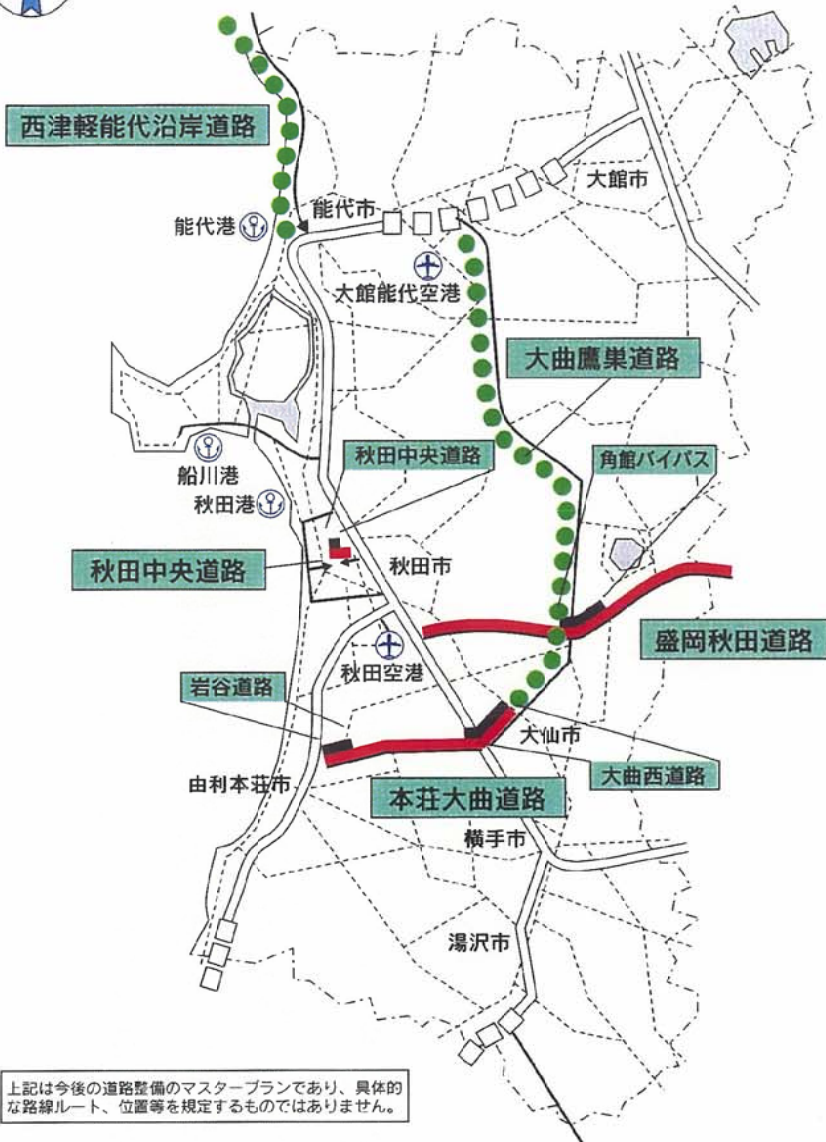 西津軽能代沿岸道路
大館市
能代市
能代港
大館能代空港
大曲鷹巣道路
秋田中央道路
角館バイパス
船川港
秋田港
秋田中央道路
秋田市
盛岡秋田道路
秋田空港
岩谷道路
大仙市
大曲西道路
由利本荘市
本荘大曲道路
横手市
湯沢市
上記は今後の道路整備のマスタープランであり、具体的
な路線ルート、位置等を規定するものではありません。